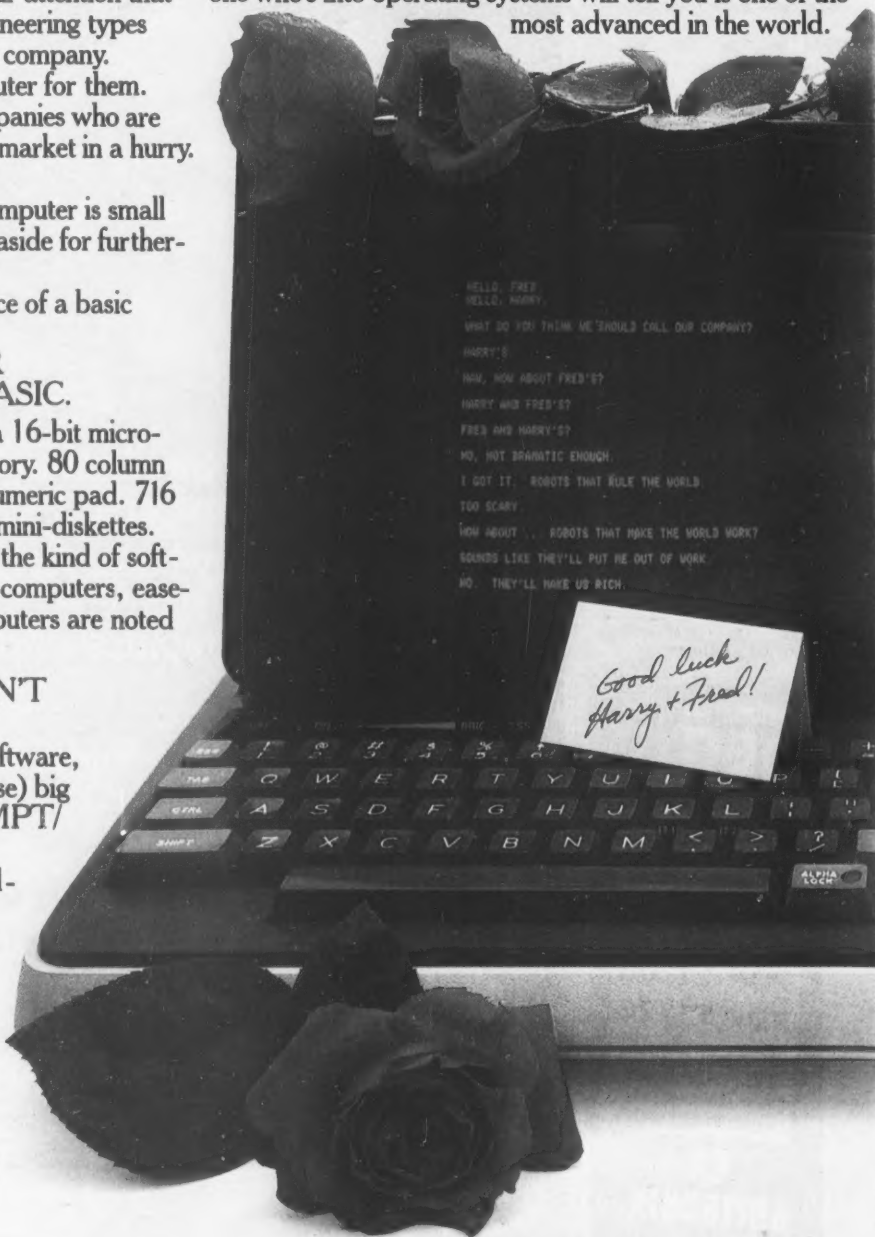 attention that
neering types
company.
uter for them.
panies who are
market in a hurry.
mputer is small
aside for further-
ce of a basic
ASIC.
a 16-bit micro-
ory. 80 column
umeric pad. 716
mini-diskettes.
the kind of soft-
computers, ease-
puters are noted
N'T
ftware,
se) big
MPT/
l-
one who's into operating systems will tell you is one of the
most advanced in the world.
HELLO, FRED.
HELLO, HARRY.
WHAT DO YOU THINK WE SHOULD CALL OUR COMPANY?
HARRY'S
NAW, HOW ABOUT FRED'S?
HARRY AND FRED'S?
FRED AND HARRY'S?
NO, NOT DRAMATIC ENOUGH.
I GOT IT. ROBOTS THAT RULE THE WORLD.
TOO SCARY.
HOW ABOUT .. ROBOTS THAT MAKE THE WORLD WORK?
SOUNDS LIKE THEY'LL PUT ME OUT OF WORK.
NO. THEY'LL MAKE US RICH.
Good luck
Harry + Fred!
ESC ! @ # $ %
TAB Q W E R T Y U I O P [
CTRL A S D F G H J K L
SHIFT Z X C V B N M < > ? /
ALPHA
LOCK